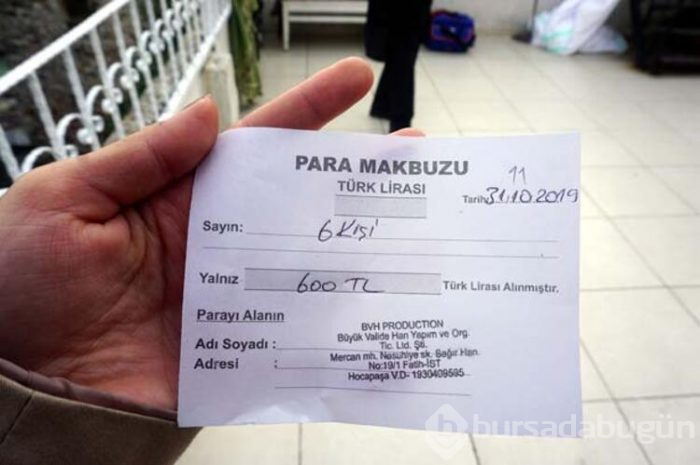 PARA MAKBUZU
TÜRK LİRASI
11
Tarih: 31.10.2019
Sayın: 6 KIŞI
Yalnız 600 TL Türk Lirası Alınmıştır.
Parayı Alanın
Adı Soyadı :
Adresi :
BVH PRODUCTION
Büyük Valide Han Yapım ve Org.
Tic. Ltd. Şti.
Mercan mh. Nasuhiye sk. Sağır Han.
No:19/1 Fatih-İST
Hocapaşa V.D- 1930409595
b bursadabugün